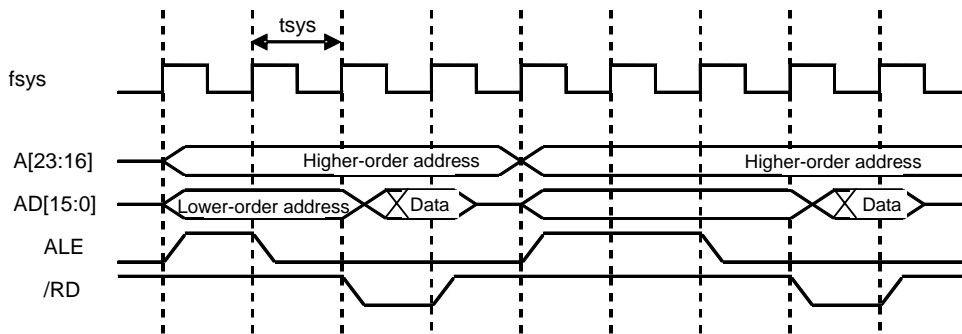 tsys
fsys
A[23:16]
Higher-order address
Higher-order address
AD[15:0]
Lower-order address
Data
Data
ALE
/RD